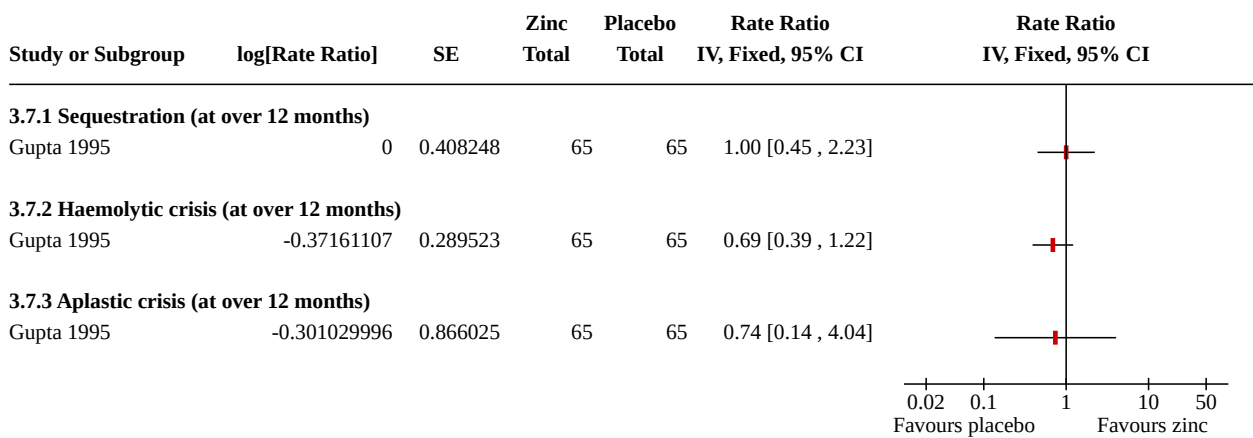 Zinc Placebo Rate Ratio Rate Ratio
Study or Subgroup log[Rate Ratio] SE Total Total IV, Fixed, 95% CI IV, Fixed, 95% CI
3.7.1 Sequestration (at over 12 months)
Gupta 1995 0 0.408248 65 65 1.00 [0.45 , 2.23]
3.7.2 Haemolytic crisis (at over 12 months)
Gupta 1995 -0.37161107 0.289523 65 65 0.69 [0.39 , 1.22]
3.7.3 Aplastic crisis (at over 12 months)
Gupta 1995 -0.301029996 0.866025 65 65 0.74 [0.14 , 4.04]
0.02 0.1 1 10 50
Favours placebo Favours zinc